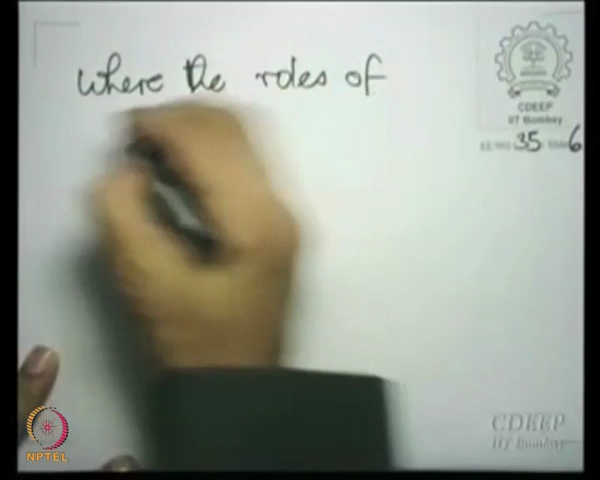 where the roles of
CDEEP
IIT Bombay
35
6
CDEEP
IIT Bombay
NPTEL